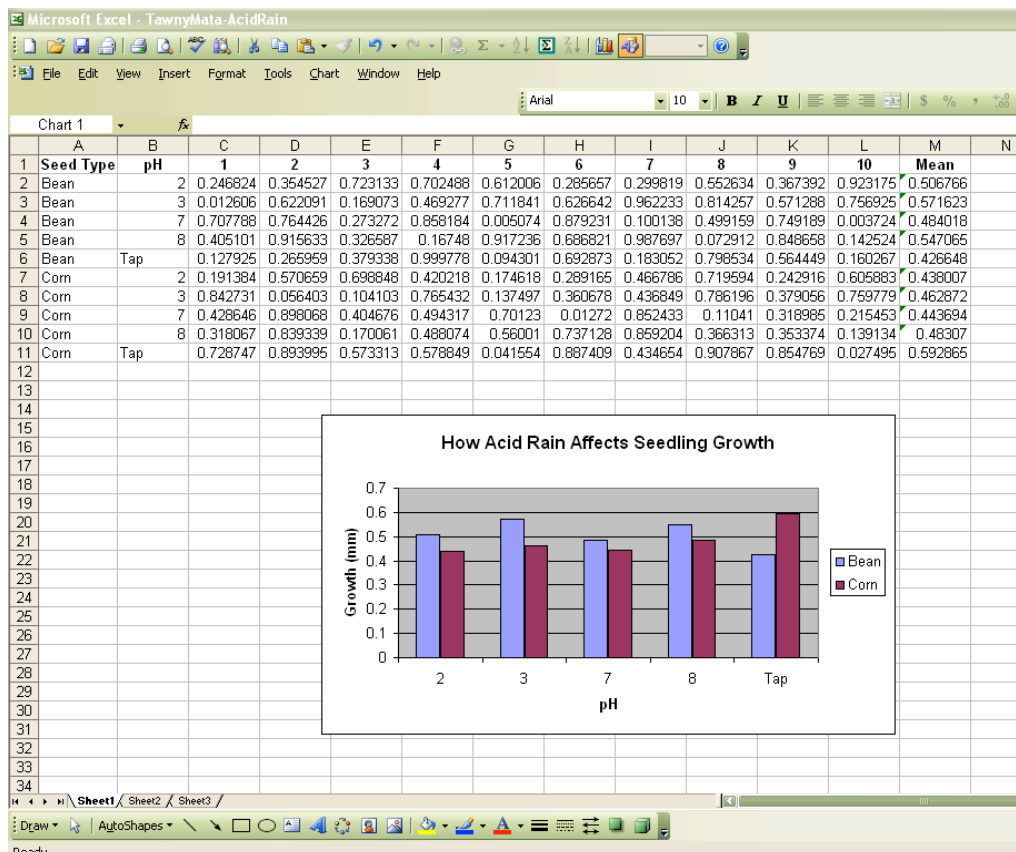 Microsoft Excel - TawnyMata-AcidRain
File Edit View Insert Format Tools Chart Window Help
Arial 10 B I U $ % ,
Chart 1 fx
A B C D E F G H I J K L M N
1 Seed Type pH 1 2 3 4 5 6 7 8 9 10 Mean
2 Bean 2 0.246824 0.354527 0.723133 0.702488 0.612006 0.285657 0.299819 0.552634 0.367392 0.923175 0.506766
3 Bean 3 0.012606 0.622091 0.169073 0.469277 0.711841 0.626642 0.962233 0.814257 0.571288 0.756925 0.571623
4 Bean 7 0.707788 0.764426 0.273272 0.858184 0.005074 0.879231 0.100138 0.499159 0.749189 0.003724 0.484018
5 Bean 8 0.405101 0.915633 0.326587 0.16748 0.917236 0.686821 0.987697 0.072912 0.848658 0.142524 0.547065
6 Bean Tap 0.127925 0.265959 0.379338 0.999778 0.094301 0.692873 0.183052 0.798534 0.564449 0.160267 0.426648
7 Corn 2 0.191384 0.570659 0.698848 0.420218 0.174618 0.289165 0.466786 0.719594 0.242916 0.605883 0.438007
8 Corn 3 0.842731 0.056403 0.104103 0.765432 0.137497 0.360678 0.436849 0.786196 0.379056 0.759779 0.462872
9 Corn 7 0.428646 0.898068 0.404676 0.494317 0.70123 0.01272 0.852433 0.11041 0.318985 0.215453 0.443694
10 Corn 8 0.318067 0.839339 0.170061 0.488074 0.56001 0.737128 0.859204 0.366313 0.353374 0.139134 0.48307
11 Corn Tap 0.728747 0.893995 0.573313 0.578849 0.041554 0.887409 0.434654 0.907867 0.854769 0.027495 0.592865
12
13
14
15
16
17
18
19
20
21
22
23
24
25
26
27
28
29
30
31
32
33
34
How Acid Rain Affects Seedling Growth
0.7
0.6
0.5
0.4
0.3
0.2
0.1
0
Growth (mm)
2 3 7 8 Tap
pH
Bean
Corn
Sheet1 Sheet2 Sheet3
Draw AutoShapes